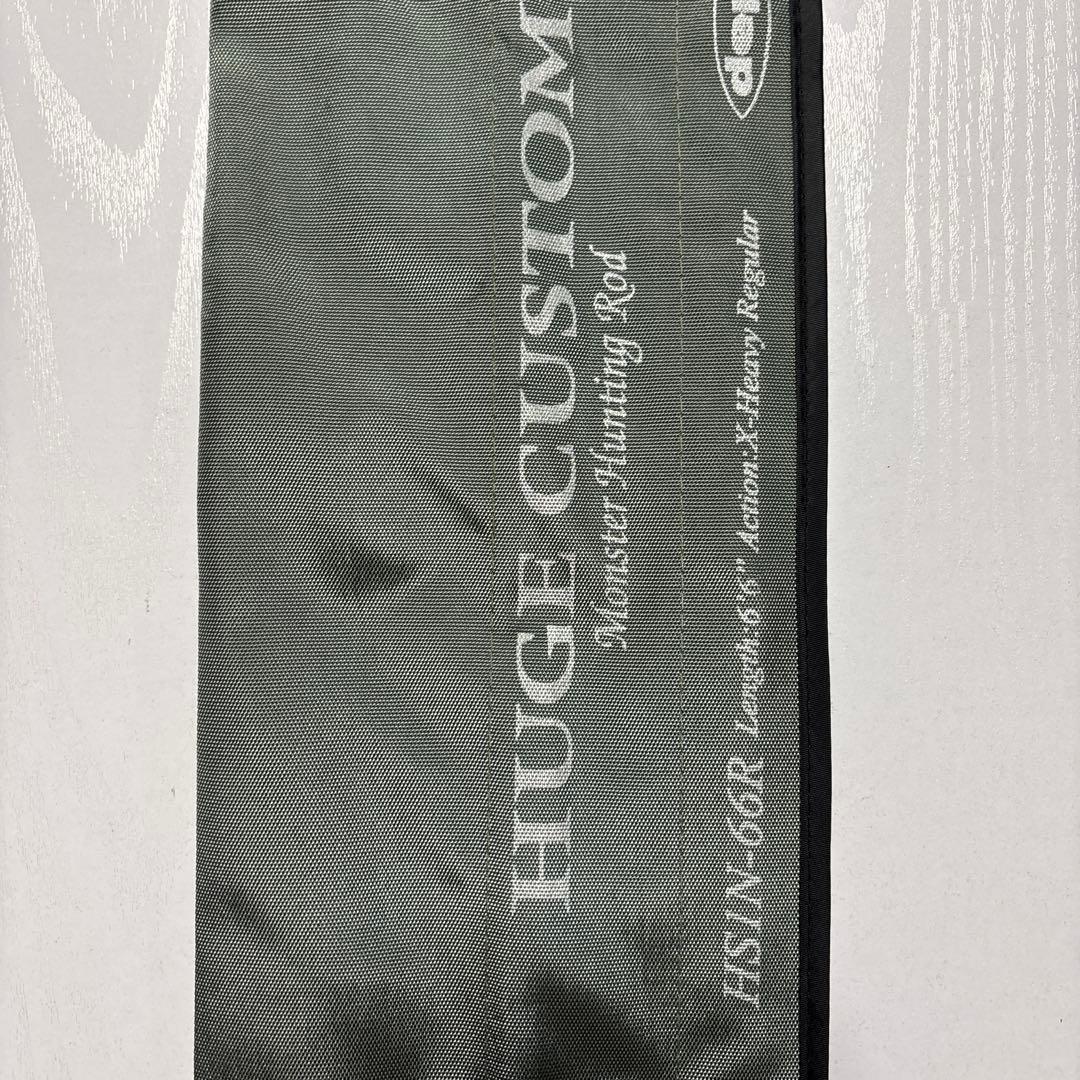 HUGE CUSTOM
Monster Hunting Rod
HSIN-66R Length:6'6" Action:X-Heavy Regular